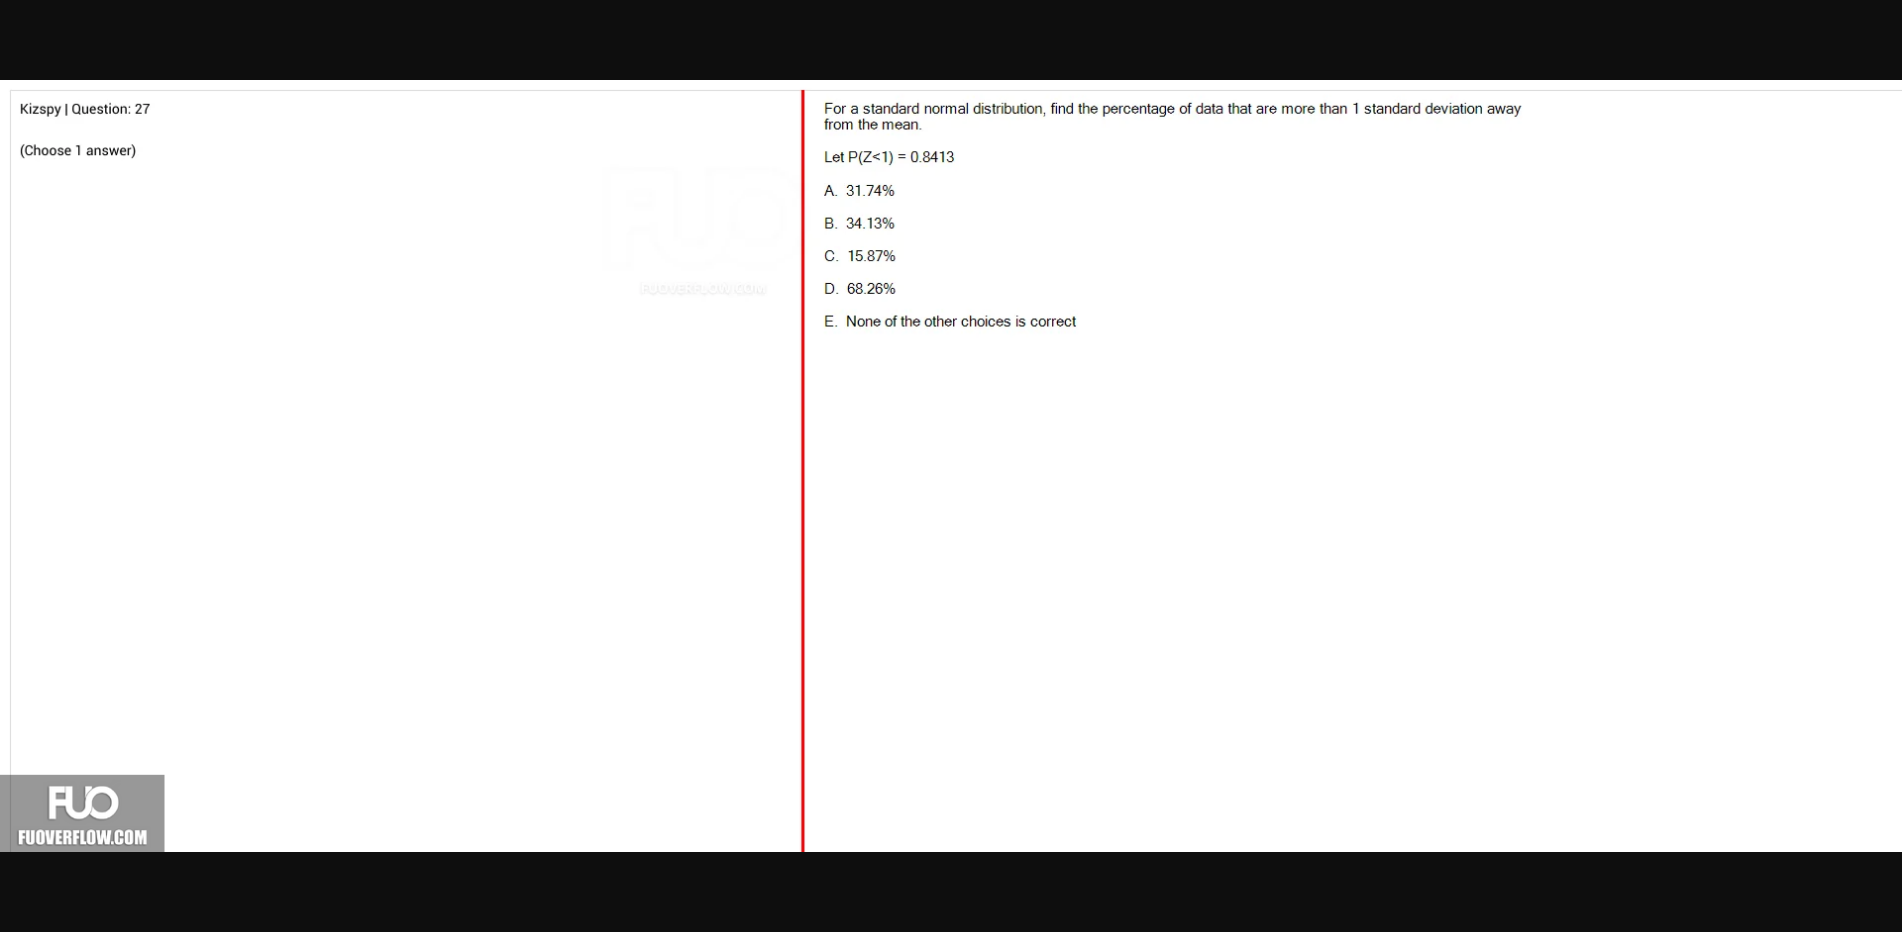 Kizspy | Question: 27
(Choose 1 answer)
FUO
FUOVERFLOW.COM
For a standard normal distribution, find the percentage of data that are more than 1 standard deviation away
from the mean.
Let P(Z<1) = 0.8413
A. 31.74%
B. 34.13%
C. 15.87%
D. 68.26%
E. None of the other choices is correct
FUO
FUOVERFLOW.COM